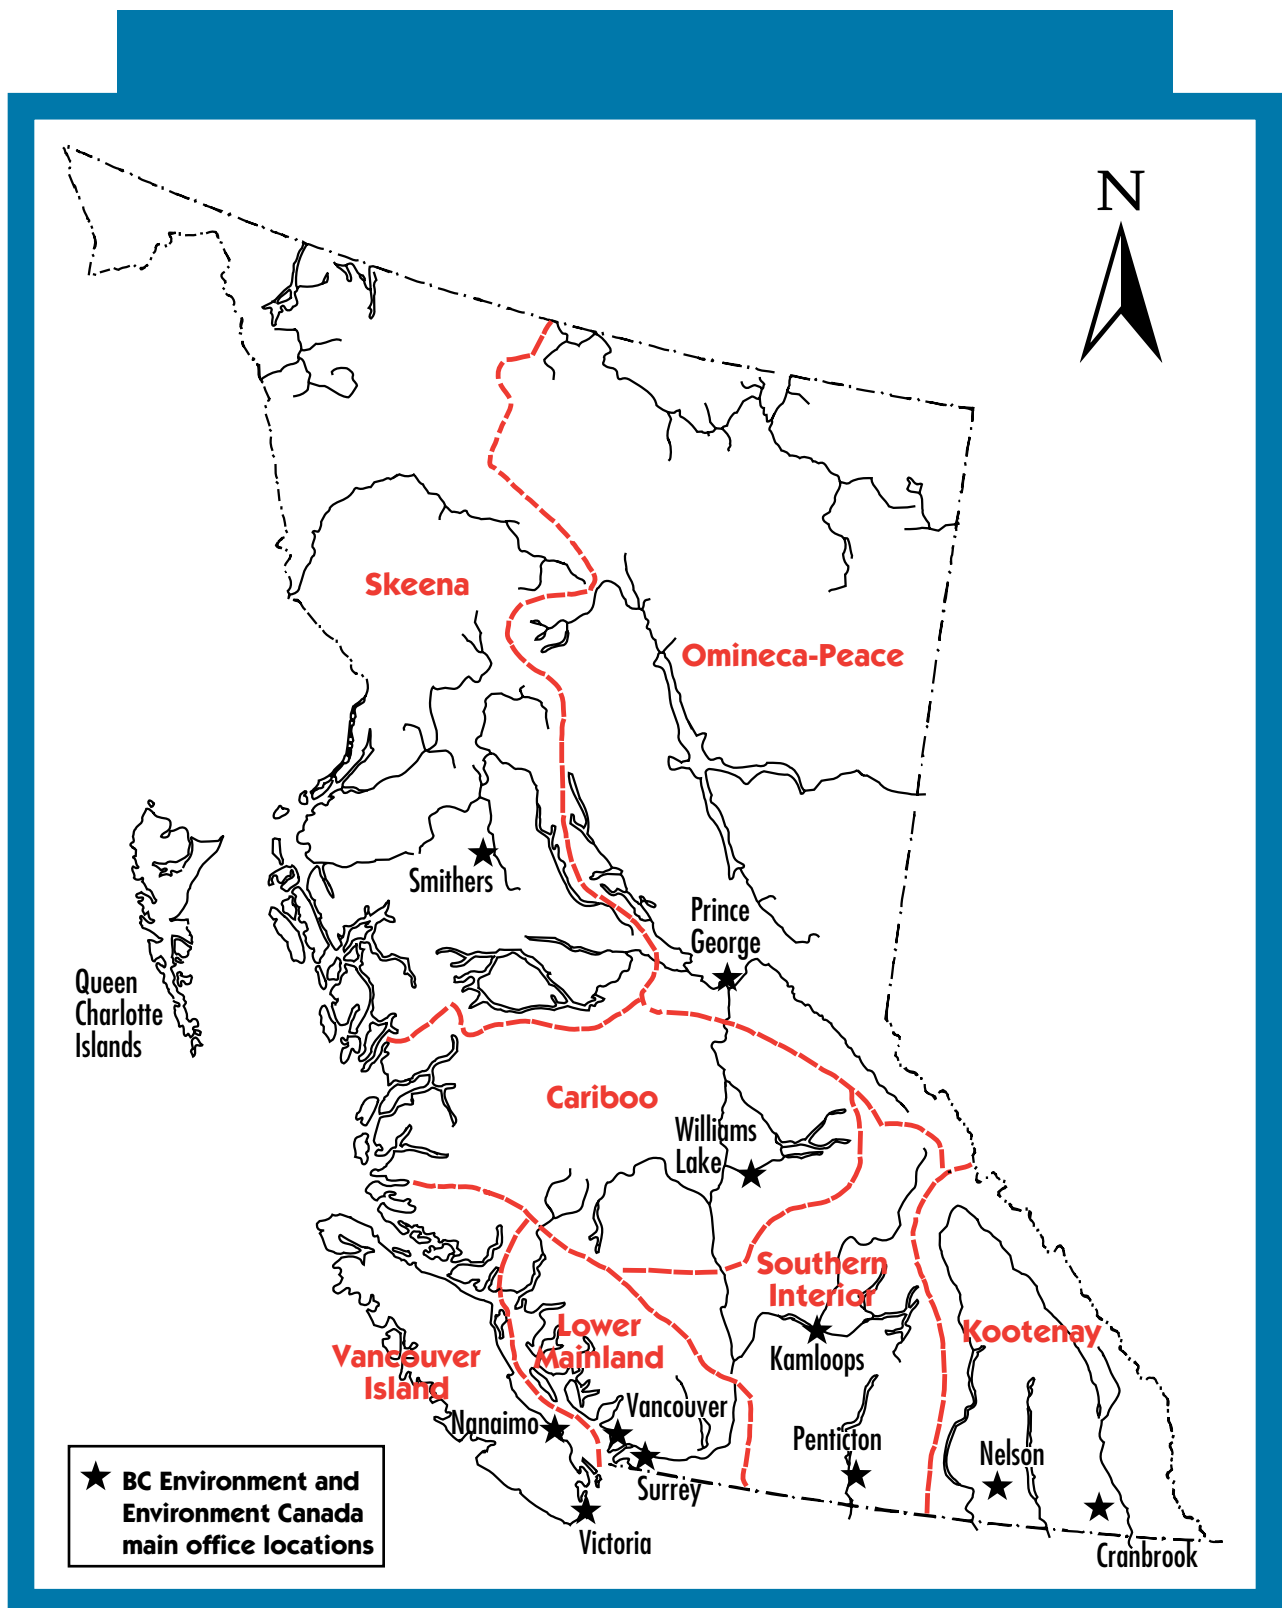 N
Skeena
Omineca-Peace
Smithers
Prince
George
Queen
Charlotte
Islands
Cariboo
Williams
Lake
Southern
Interior
Lower
Mainland
Kootenay
Vancouver
Island
Kamloops
Nanaimo
Vancouver
Penticton
Nelson
Surrey
Victoria
Cranbrook
BC Environment and
Environment Canada
main office locations